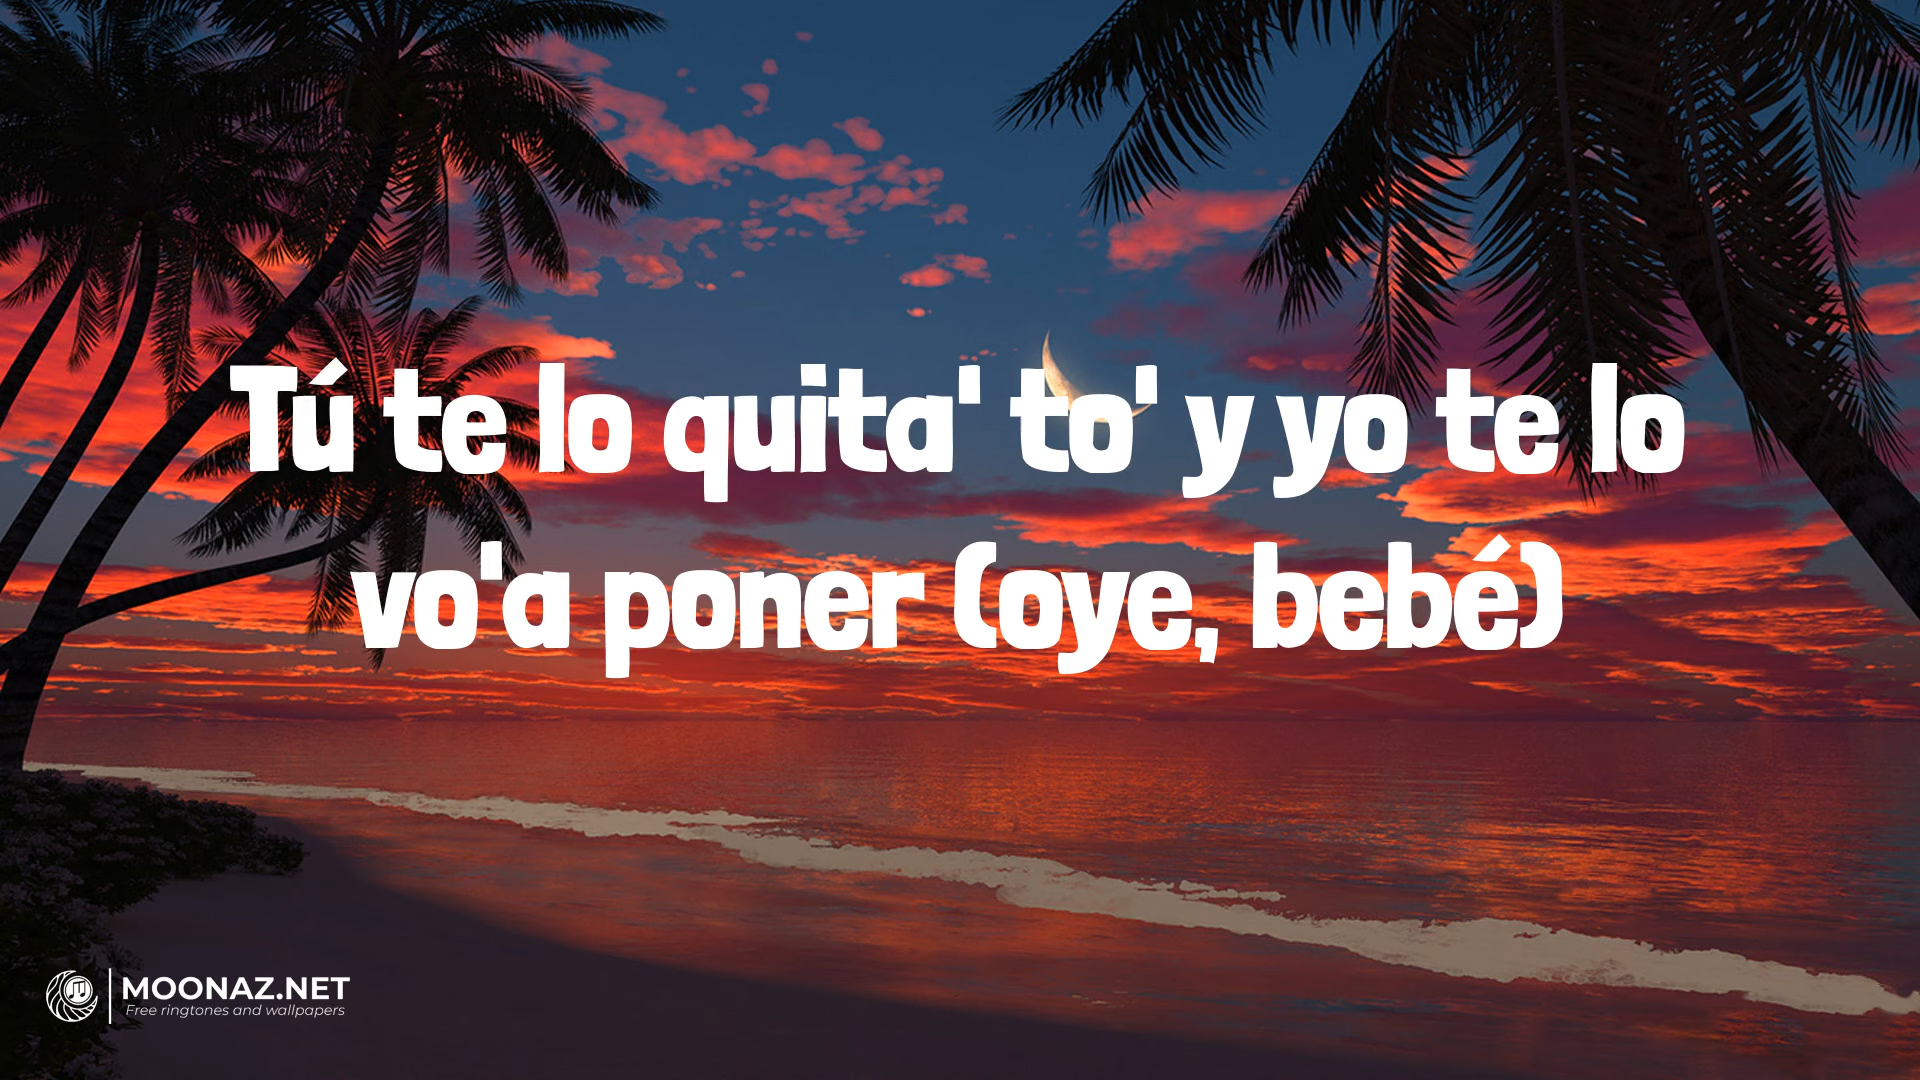 Tú te lo quita' to' y yo te lo
vo'a poner (oye, bebé)
MOONAZ.NET
Free ringtones and wallpapers